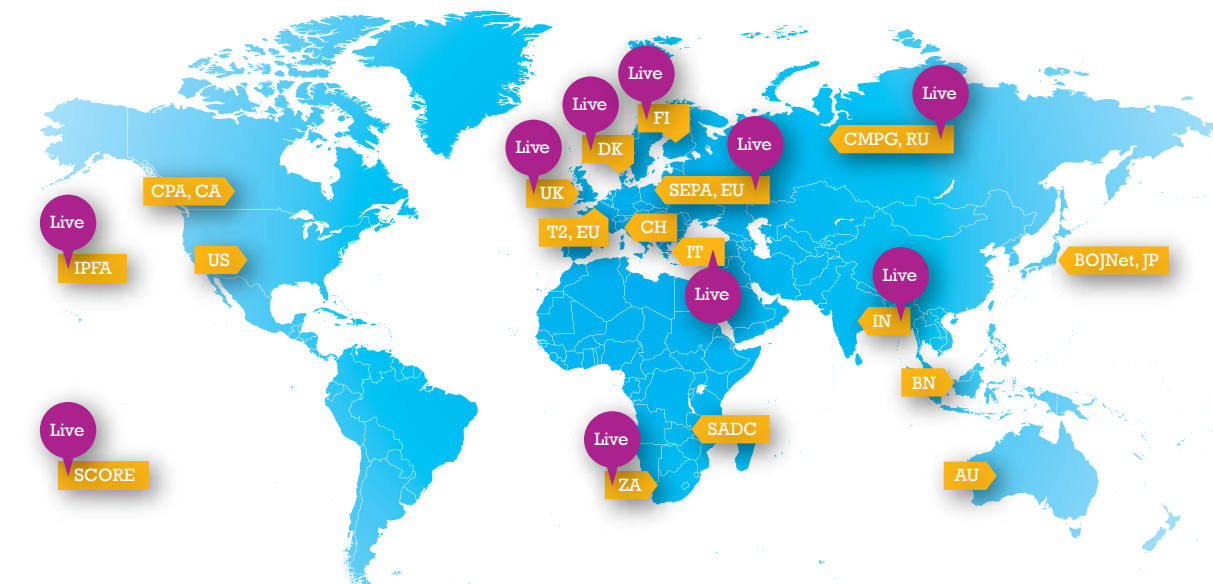 Live
FI
Live
CMPG, RU
Live
DK
Live
UK
Live
SEPA, EU
CPA, CA
Live
IPFA
US
T2, EU
CH
IT
Live
BOJNet, JP
Live
IN
BN
Live
SCORE
Live
ZA
SADC
AU